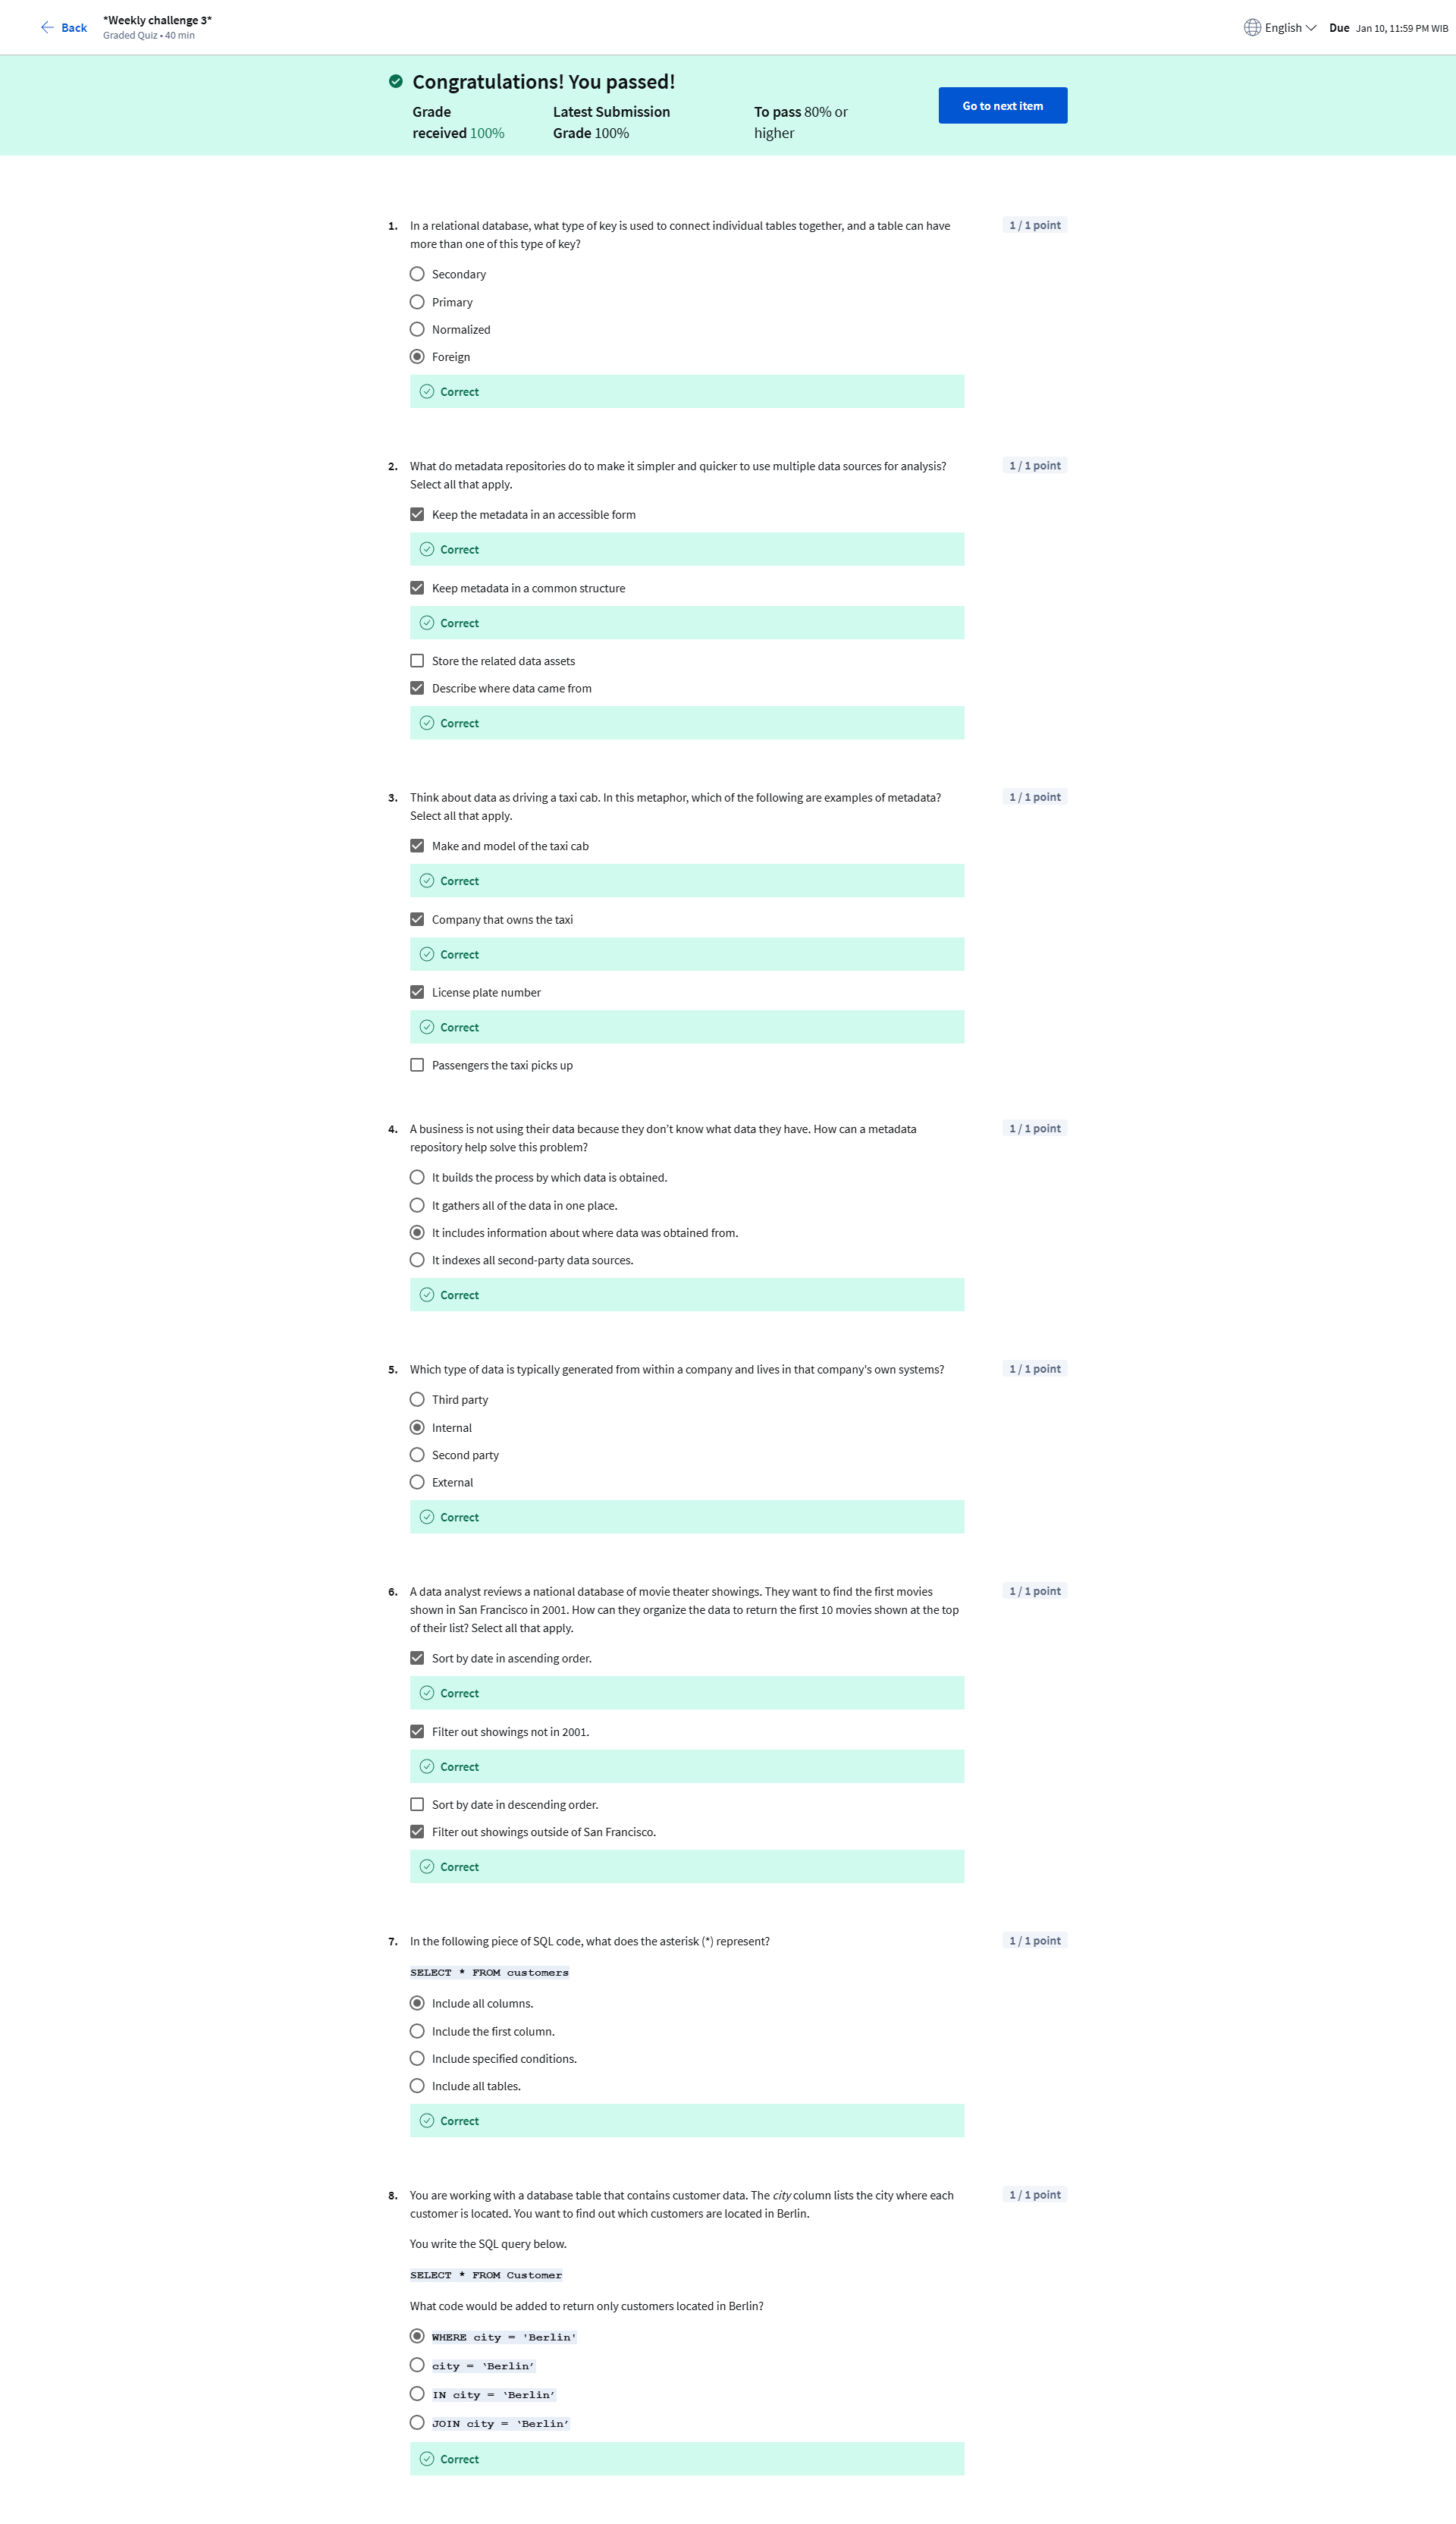 Back
*Weekly challenge 3*
Graded Quiz • 40 min
English
Due Jan 10, 11:59 PM WIB
Congratulations! You passed!
Grade
received 100%
Latest Submission
Grade 100%
To pass 80% or
higher
Go to next item
1. In a relational database, what type of key is used to connect individual tables together, and a table can have
more than one of this type of key?
1 / 1 point
Secondary
Primary
Normalized
Foreign
Correct
2. What do metadata repositories do to make it simpler and quicker to use multiple data sources for analysis?
Select all that apply.
1 / 1 point
Keep the metadata in an accessible form
Correct
Keep metadata in a common structure
Correct
Store the related data assets
Describe where data came from
Correct
3. Think about data as driving a taxi cab. In this metaphor, which of the following are examples of metadata?
Select all that apply.
1 / 1 point
Make and model of the taxi cab
Correct
Company that owns the taxi
Correct
License plate number
Correct
Passengers the taxi picks up
4. A business is not using their data because they don’t know what data they have. How can a metadata
repository help solve this problem?
1 / 1 point
It builds the process by which data is obtained.
It gathers all of the data in one place.
It includes information about where data was obtained from.
It indexes all second-party data sources.
Correct
5. Which type of data is typically generated from within a company and lives in that company's own systems?
1 / 1 point
Third party
Internal
Second party
External
Correct
6. A data analyst reviews a national database of movie theater showings. They want to find the first movies
shown in San Francisco in 2001. How can they organize the data to return the first 10 movies shown at the top
of their list? Select all that apply.
1 / 1 point
Sort by date in ascending order.
Correct
Filter out showings not in 2001.
Correct
Sort by date in descending order.
Filter out showings outside of San Francisco.
Correct
7. In the following piece of SQL code, what does the asterisk (*) represent?
1 / 1 point
SELECT * FROM customers
Include all columns.
Include the first column.
Include specified conditions.
Include all tables.
Correct
8. You are working with a database table that contains customer data. The city column lists the city where each
customer is located. You want to find out which customers are located in Berlin.
1 / 1 point
You write the SQL query below.
SELECT * FROM Customer
What code would be added to return only customers located in Berlin?
WHERE city = 'Berlin'
city = ‘Berlin’
IN city = ‘Berlin’
JOIN city = ‘Berlin’
Correct